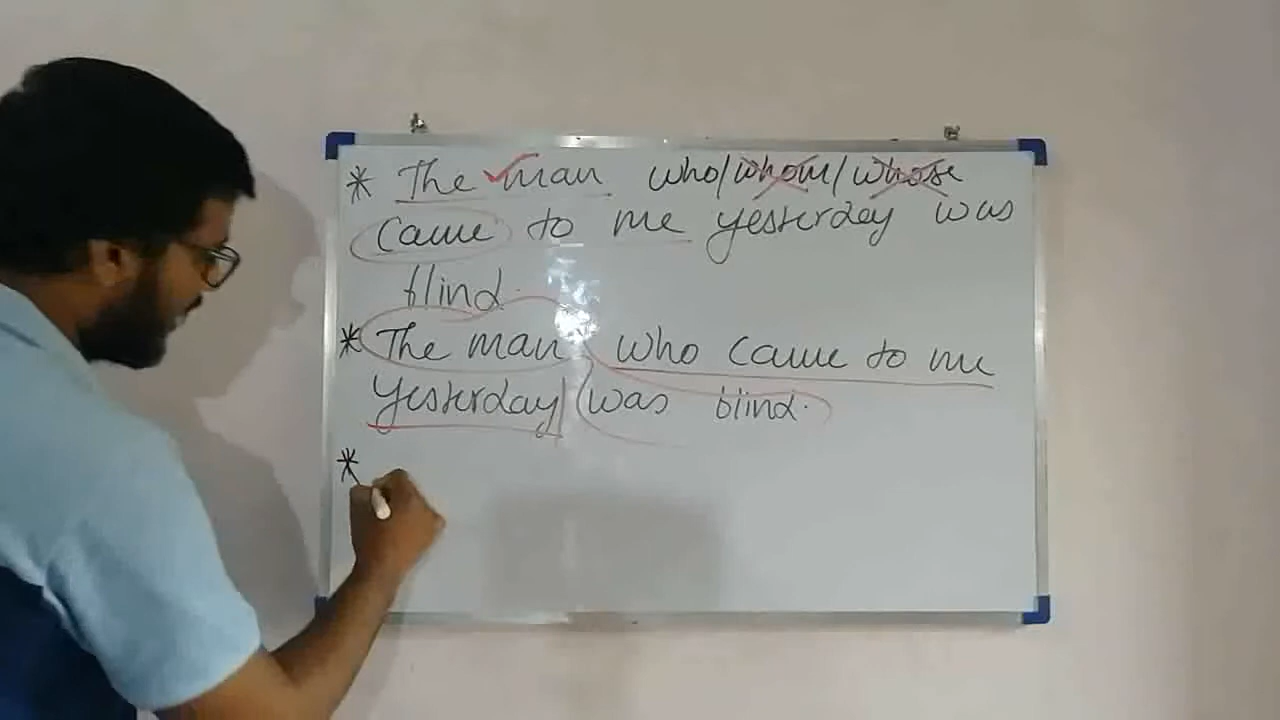 * The man who/whom/whose
came to me yesterday was
blind.
* The man who came to me
yesterday was blind.
*